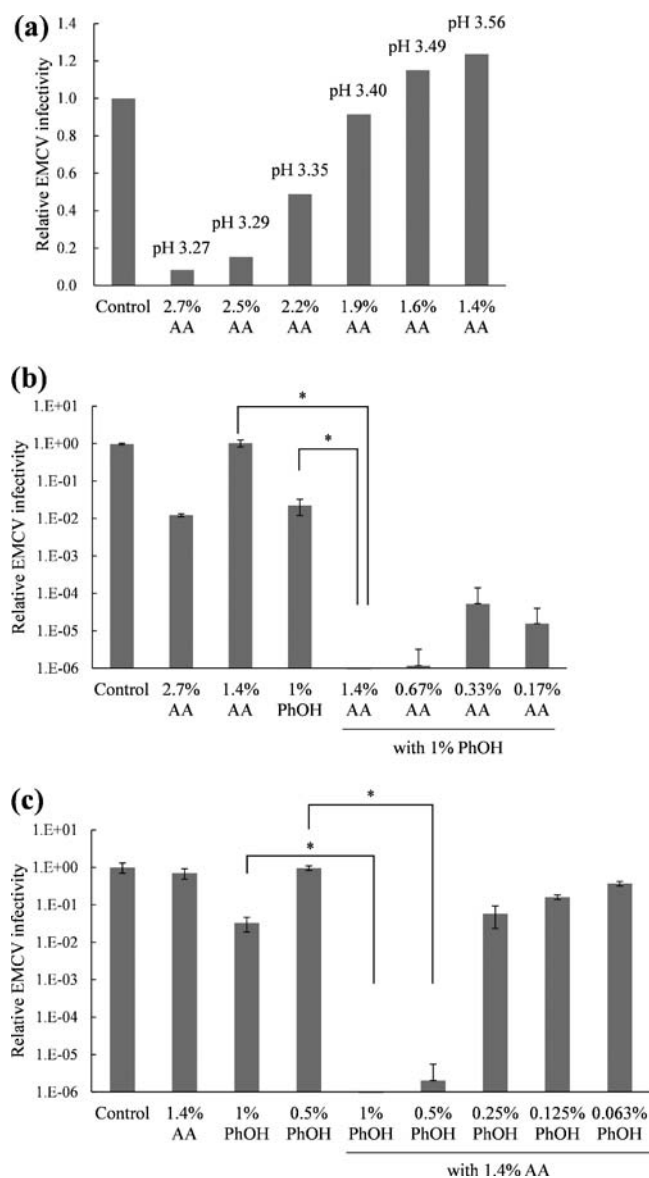 (a)
Relative EMCV infectivity
1.4
1.2
1.0
0.8
0.6
0.4
0.2
0.0
pH 3.27
pH 3.29
pH 3.35
pH 3.40
pH 3.49
pH 3.56
Control 2.7% 2.5% 2.2% 1.9% 1.6% 1.4%
AA AA AA AA AA AA
(b)
Relative EMCV infectivity
1.E+01
1.E+00
1.E-01
1.E-02
1.E-03
1.E-04
1.E-05
1.E-06
*
*
Control 2.7% 1.4% 1% 1.4% 0.67% 0.33% 0.17%
AA AA PhOH AA AA AA AA
with 1% PhOH
(c)
Relative EMCV infectivity
1.E+01
1.E+00
1.E-01
1.E-02
1.E-03
1.E-04
1.E-05
1.E-06
*
*
Control 1.4% 1% 0.5% 1% 0.5% 0.25% 0.125% 0.063%
AA PhOH PhOH PhOH PhOH PhOH PhOH PhOH
with 1.4% AA